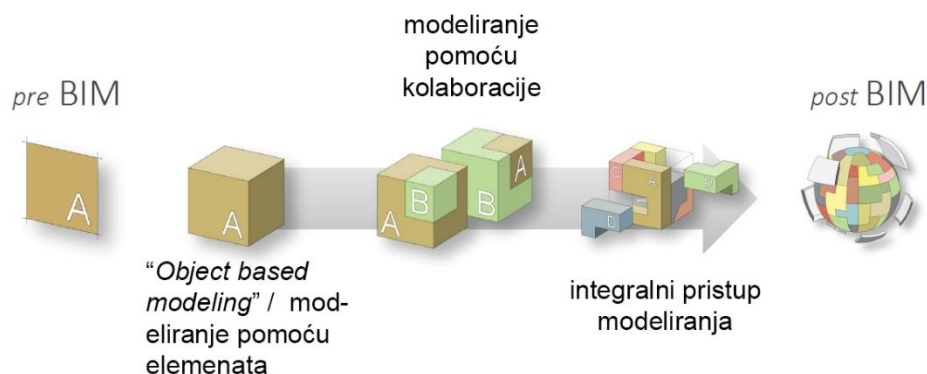 modeliranje
pomoću
kolaboracije
pre BIM
post BIM
A
A
A
B
B
A
C
A
B
D
"Object based
modeling" / mod-
eliranje pomoću
elemenata
integralni pristup
modeliranja